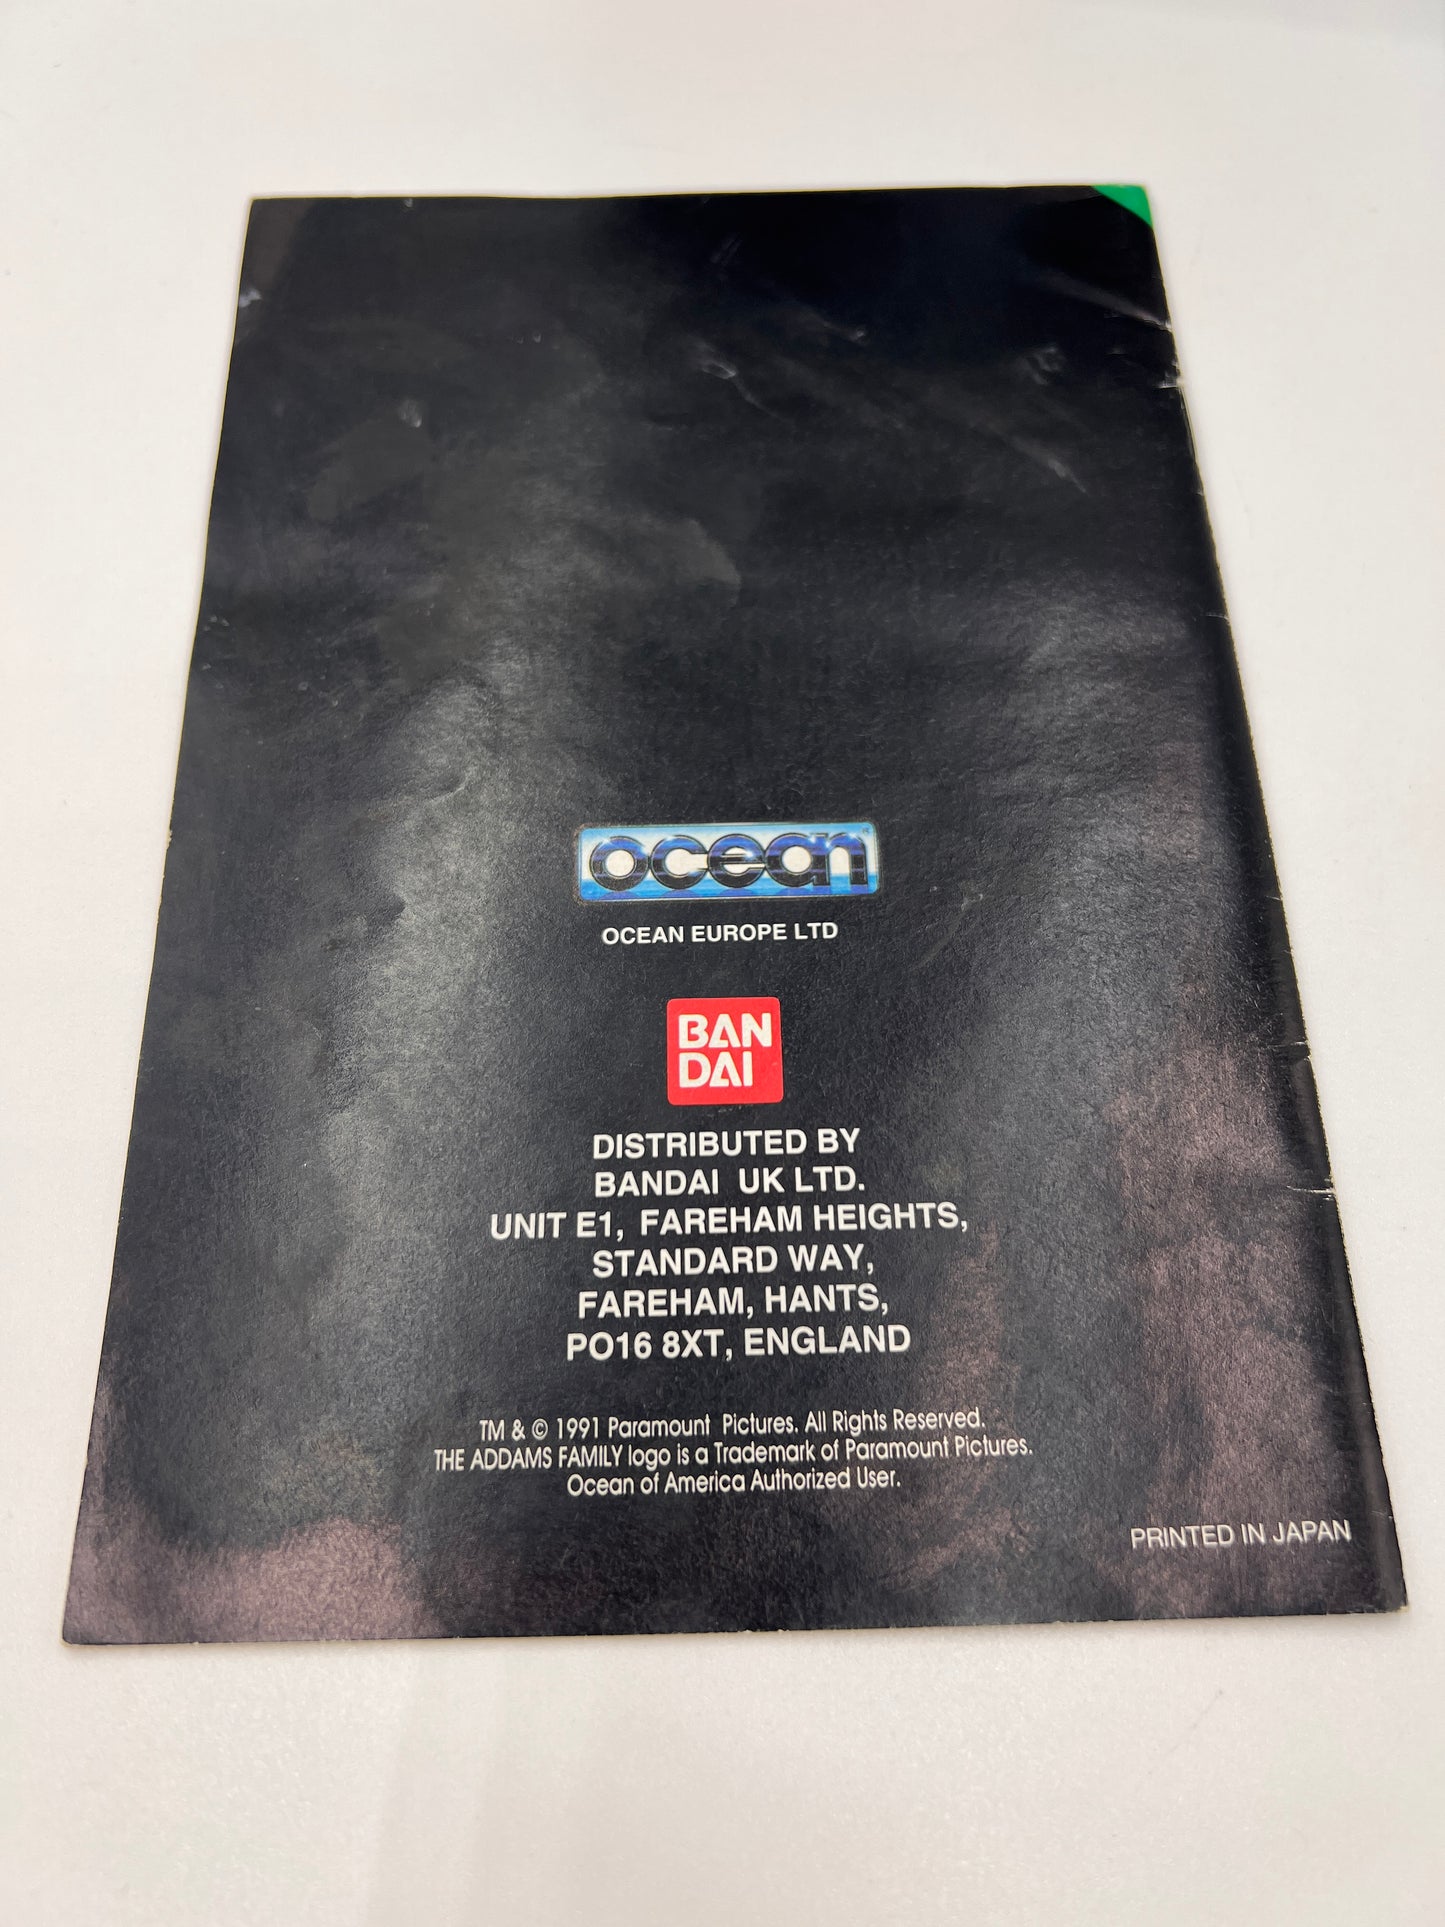 ocean®
OCEAN EUROPE LTD
BAN
DAI
DISTRIBUTED BY
BANDAI UK LTD.
UNIT E1, FAREHAM HEIGHTS,
STANDARD WAY,
FAREHAM, HANTS,
PO16 8XT, ENGLAND
TM & © 1991 Paramount Pictures. All Rights Reserved.
THE ADDAMS FAMILY logo is a Trademark of Paramount Pictures.
Ocean of America Authorized User.
PRINTED IN JAPAN